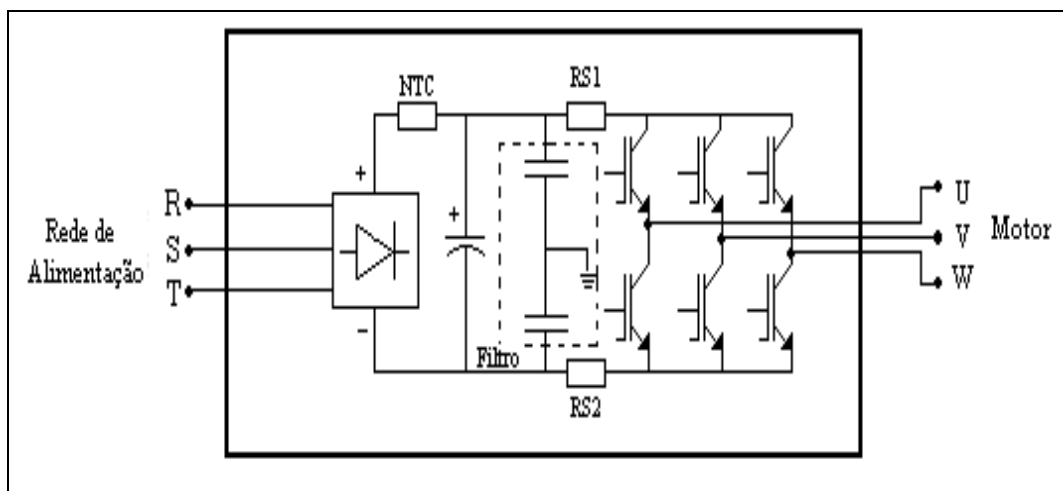 NTC
RS1
+
R
S
T
Rede de
Alimentação
+
-
Filtro
RS2
U
V
W
Motor